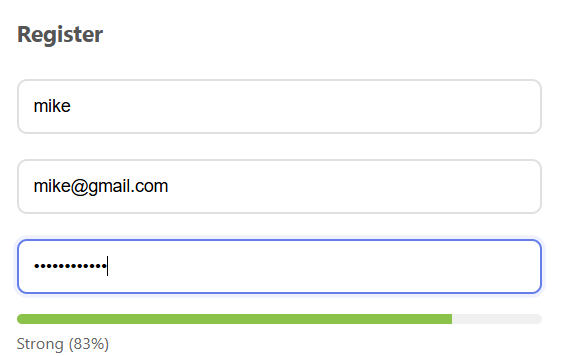 Register
mike
mike@gmail.com
••••••••••••
Strong (83%)